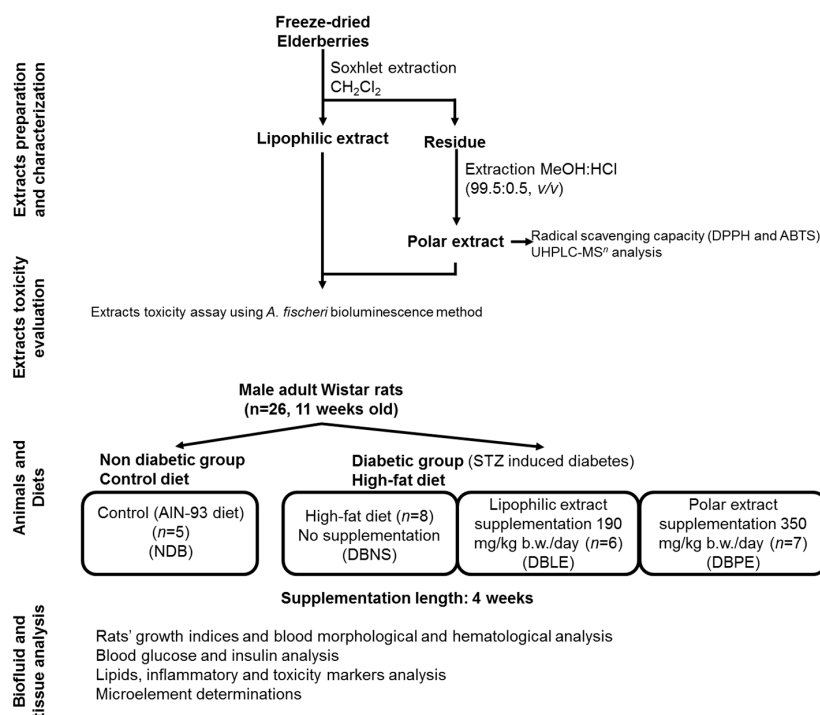 Extracts preparation
and characterization
Freeze-dried
Elderberries
Soxhlet extraction
CH₂Cl₂
Lipophilic extract
Residue
Extraction MeOH:HCl
(99.5:0.5, v/v)
Polar extract
Radical scavenging capacity (DPPH and ABTS)
UHPLC-MSⁿ analysis
Extracts toxicity
evaluation
Extracts toxicity assay using A. fischeri bioluminescence method
Animals and
Diets
Male adult Wistar rats
(n=26, 11 weeks old)
Non diabetic group
Control diet
Diabetic group (STZ induced diabetes)
High-fat diet
Control (AIN-93 diet)
(n=5)
(NDB)
High-fat diet (n=8)
No supplementation
(DBNS)
Lipophilic extract
supplementation 190
mg/kg b.w./day (n=6)
(DBLE)
Polar extract
supplementation 350
mg/kg b.w./day (n=7)
(DBPE)
Supplementation length: 4 weeks
Biofluid and
tissue analysis
Rats' growth indices and blood morphological and hematological analysis
Blood glucose and insulin analysis
Lipids, inflammatory and toxicity markers analysis
Microelement determinations